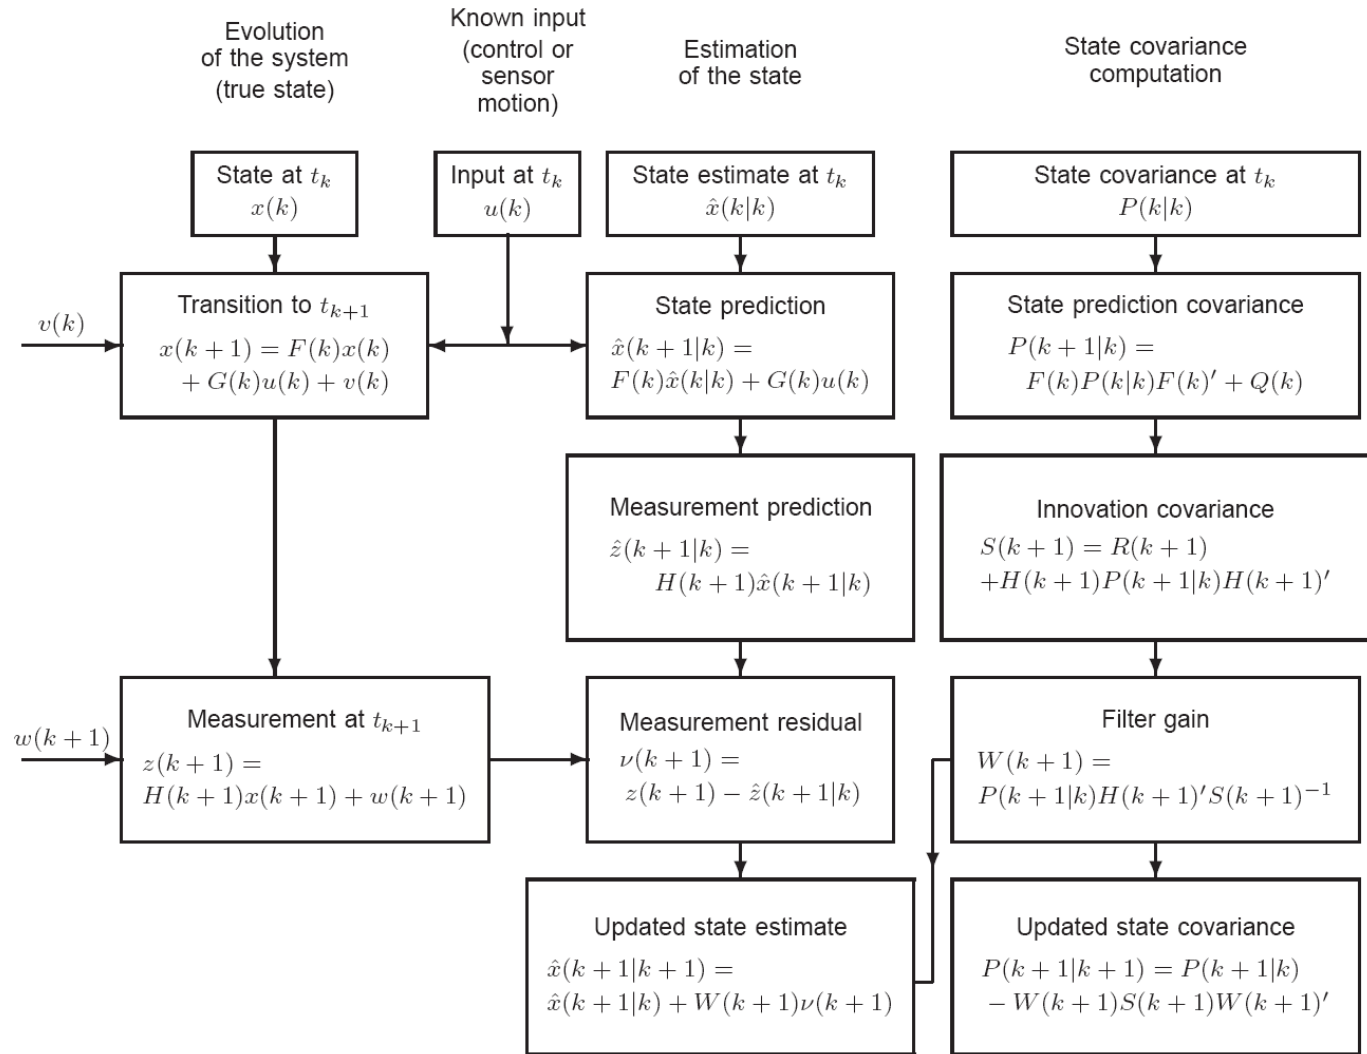 Evolution
of the system
(true state)
Known input
(control or
sensor
motion)
Estimation
of the state
State covariance
computation
State at t_k
x(k)
Input at t_k
u(k)
State estimate at t_k
x̂(k|k)
State covariance at t_k
P(k|k)
v(k)
Transition to t_{k+1}
x(k + 1) = F(k)x(k)
+ G(k)u(k) + v(k)
State prediction
x̂(k + 1|k) =
F(k)x̂(k|k) + G(k)u(k)
State prediction covariance
P(k + 1|k) =
F(k)P(k|k)F(k)′ + Q(k)
Measurement prediction
ẑ(k + 1|k) =
H(k + 1)x̂(k + 1|k)
Innovation covariance
S(k + 1) = R(k + 1)
+H(k + 1)P(k + 1|k)H(k + 1)′
w(k + 1)
Measurement at t_{k+1}
z(k + 1) =
H(k + 1)x(k + 1) + w(k + 1)
Measurement residual
ν(k + 1) =
z(k + 1) − ẑ(k + 1|k)
Filter gain
W(k + 1) =
P(k + 1|k)H(k + 1)′S(k + 1)⁻¹
Updated state estimate
x̂(k + 1|k + 1) =
x̂(k + 1|k) + W(k + 1)ν(k + 1)
Updated state covariance
P(k + 1|k + 1) = P(k + 1|k)
− W(k + 1)S(k + 1)W(k + 1)′